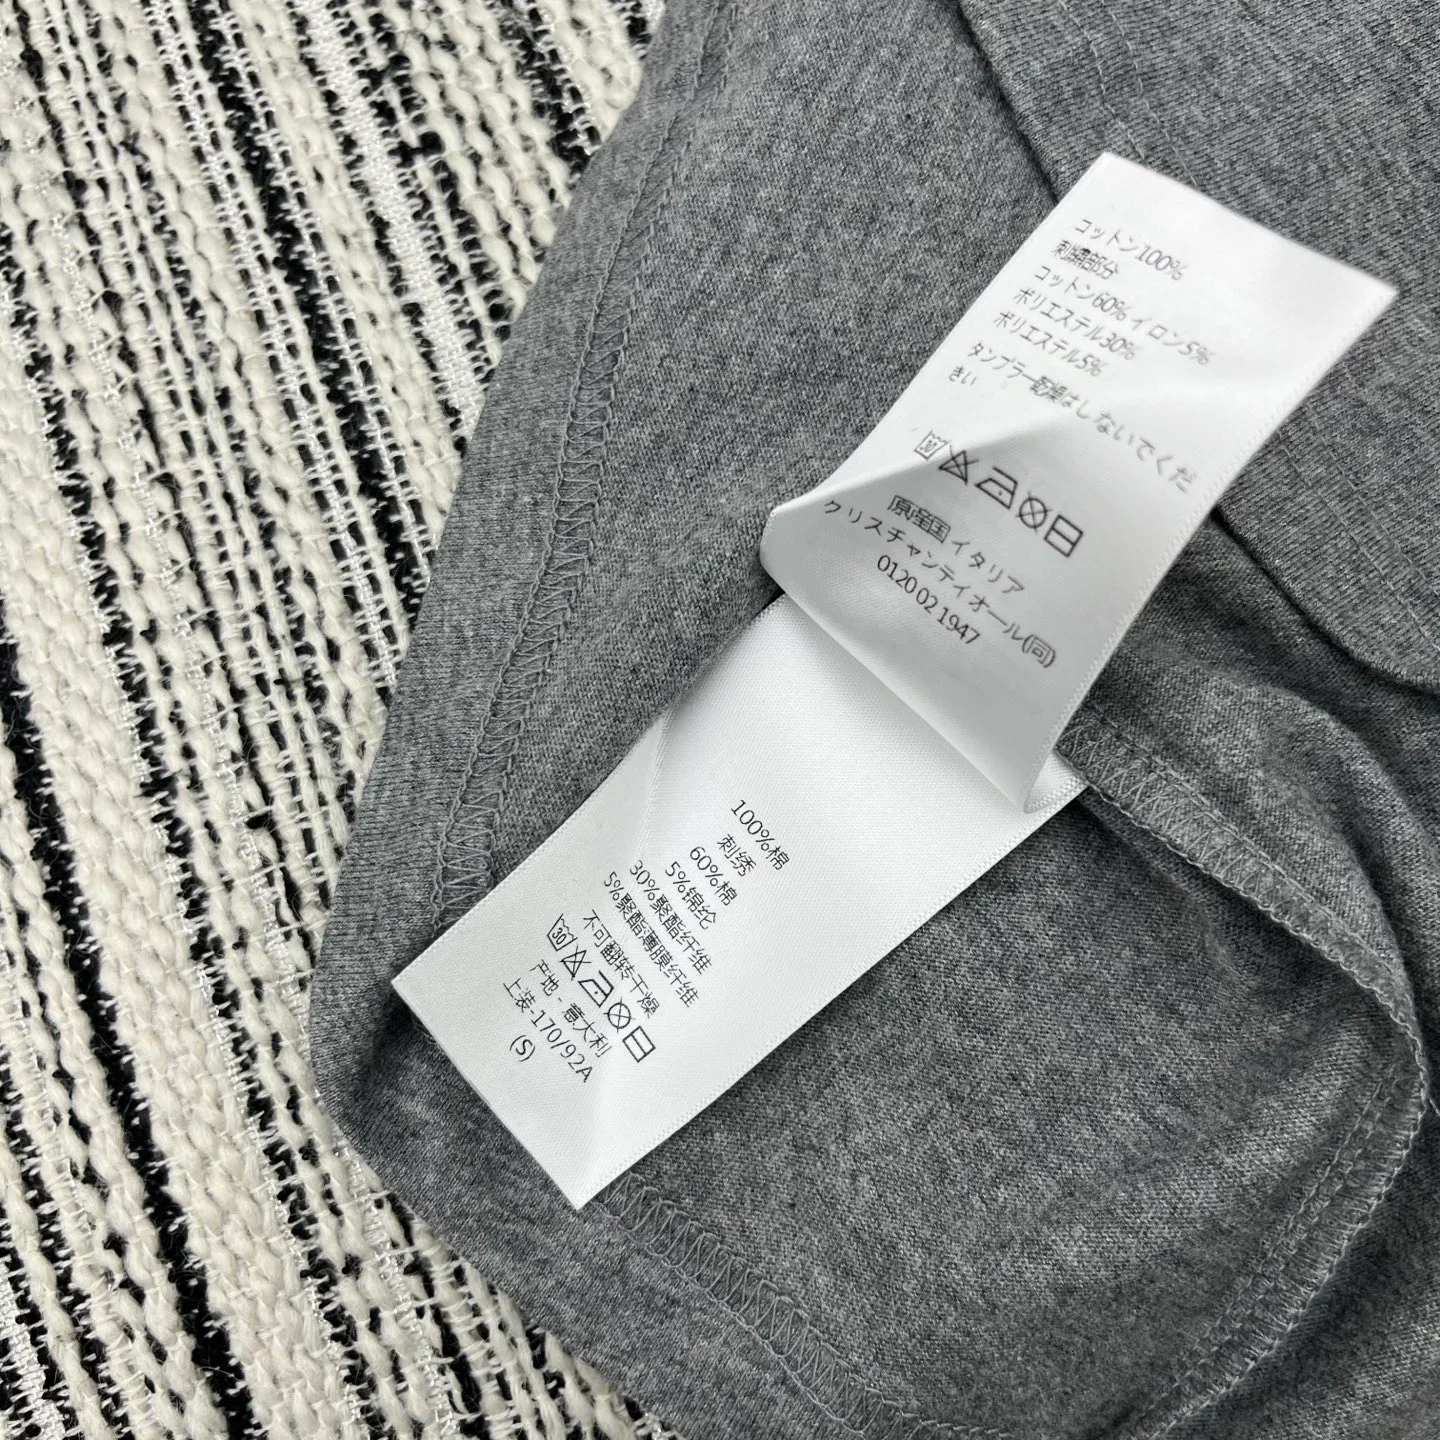 コットン100%
刺繍部分
コットン60% イロン5%
ポリエステル30%
ポリエステル5%
タンブラー乾燥はしないでくだ
きい
30
原産国 イタリア
クリスチャンティオール(同)
0120 02 1947
100%棉
刺绣
60%棉
5%锦纶
30%聚酯纤维
5%聚酯薄膜纤维
不可翻转干燥
30
产地 - 意大利
上装-170/92A
(S)